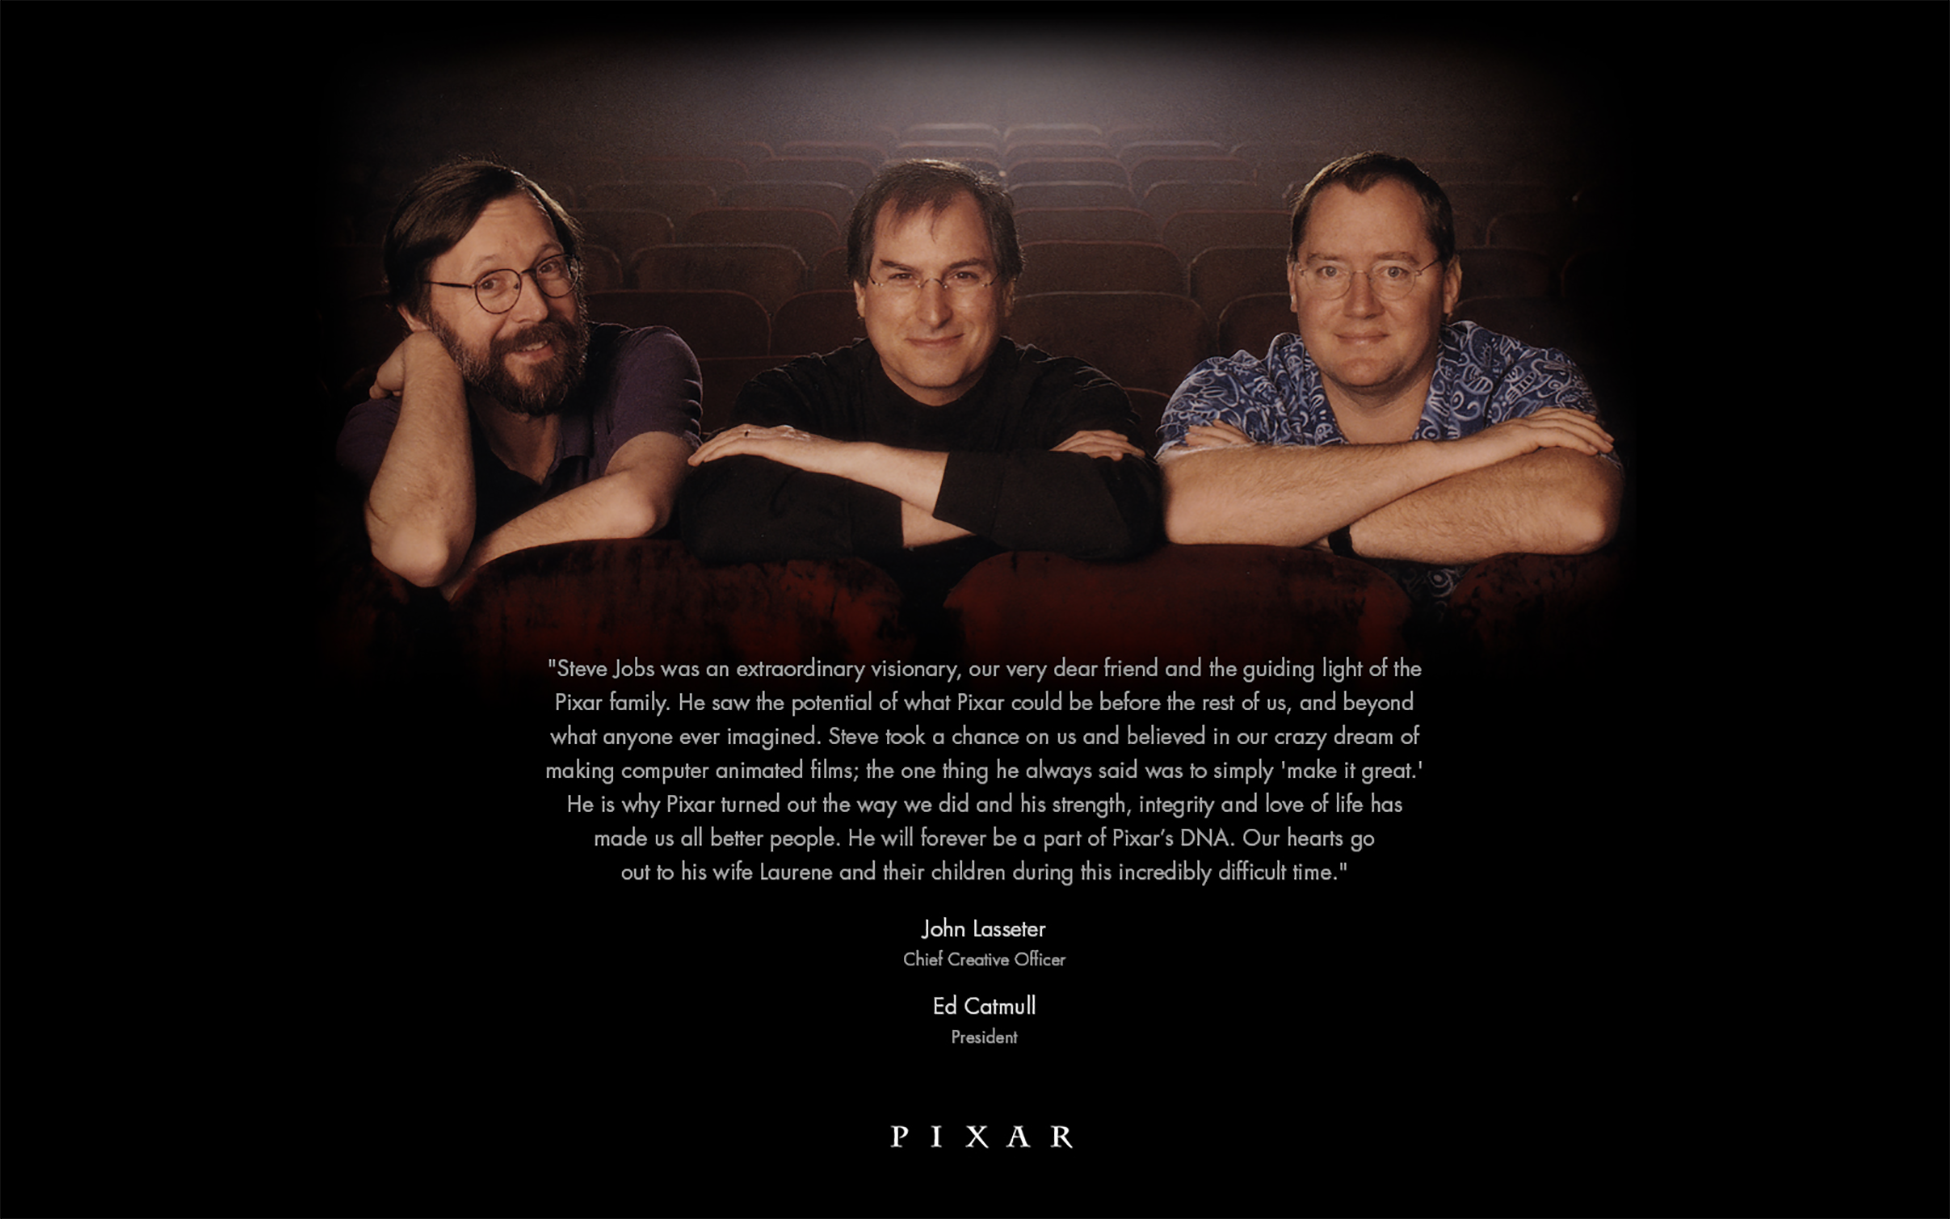 "Steve Jobs was an extraordinary visionary, our very dear friend and the guiding light of the
Pixar family. He saw the potential of what Pixar could be before the rest of us, and beyond
what anyone ever imagined. Steve took a chance on us and believed in our crazy dream of
making computer animated films; the one thing he always said was to simply 'make it great.'
He is why Pixar turned out the way we did and his strength, integrity and love of life has
made us all better people. He will forever be a part of Pixar’s DNA. Our hearts go
out to his wife Laurene and their children during this incredibly difficult time."
John Lasseter
Chief Creative Officer
Ed Catmull
President
PIXAR